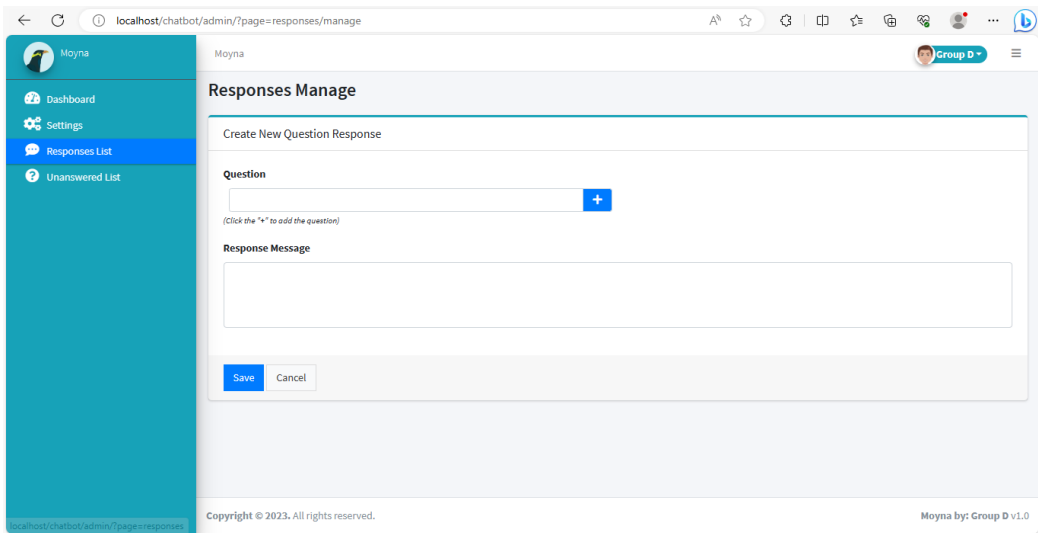 localhost/chatbot/admin/?page=responses/manage
Moyna
Moyna
Group D
Dashboard
Settings
Responses List
Unanswered List
Responses Manage
Create New Question Response
Question
+
(Click the "+" to add the question)
Response Message
Save
Cancel
Copyright © 2023. All rights reserved.
Moyna by: Group D v1.0
localhost/chatbot/admin/?page=responses